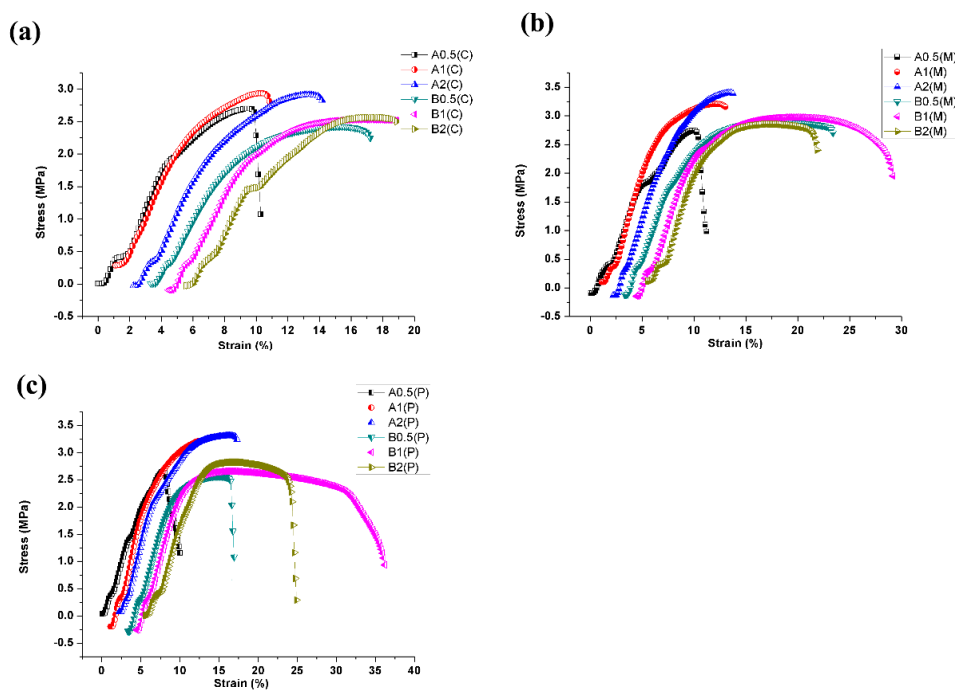 (a)
A0.5(C)
A1(C)
A2(C)
B0.5(C)
B1(C)
B2(C)
3.0
2.5
2.0
1.5
1.0
0.5
0.0
-0.5
Stress (MPa)
0 2 4 6 8 10 12 14 16 18 20
Strain (%)
(b)
A0.5(M)
A1(M)
A2(M)
B0.5(M)
B1(M)
B2(M)
3.5
3.0
2.5
2.0
1.5
1.0
0.5
0.0
-0.5
Stress (MPa)
0 5 10 15 20 25 30
Strain (%)
(c)
A0.5(P)
A1(P)
A2(P)
B0.5(P)
B1(P)
B2(P)
3.5
3.0
2.5
2.0
1.5
1.0
0.5
0.0
-0.5
Stress (MPa)
0 5 10 15 20 25 30 35 40
Strain (%)